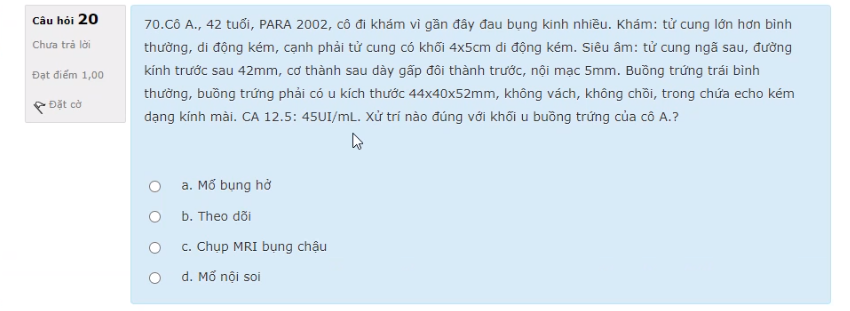 Câu hỏi 20
Chưa trả lời
Đạt điểm 1,00
Đặt cờ
70.Cô A., 42 tuổi, PARA 2002, cô đi khám vì gần đây đau bụng kinh nhiều. Khám: tử cung lớn hơn bình
thường, di động kém, cạnh phải tử cung có khối 4x5cm di động kém. Siêu âm: tử cung ngã sau, đường
kính trước sau 42mm, cơ thành sau dày gấp đôi thành trước, nội mạc 5mm. Buồng trứng trái bình
thường, buồng trứng phải có u kích thước 44x40x52mm, không vách, không chồi, trong chứa echo kém
dạng kính mài. CA 12.5: 45UI/mL. Xử trí nào đúng với khối u buồng trứng của cô A.?
a. Mổ bụng hở
b. Theo dõi
c. Chụp MRI bụng chậu
d. Mổ nội soi